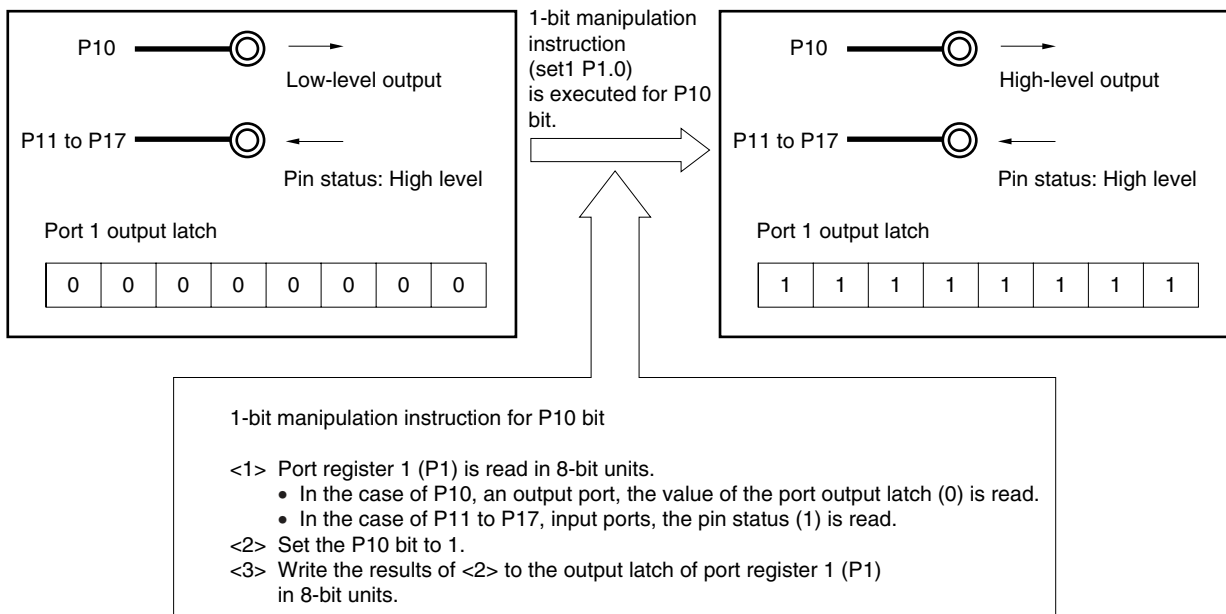 P10
Low-level output
P11 to P17
Pin status: High level
Port 1 output latch
0 0 0 0 0 0 0 0
1-bit manipulation
instruction
(set1 P1.0)
is executed for P10
bit.
P10
High-level output
P11 to P17
Pin status: High level
Port 1 output latch
1 1 1 1 1 1 1 1
1-bit manipulation instruction for P10 bit
<1> Port register 1 (P1) is read in 8-bit units.
• In the case of P10, an output port, the value of the port output latch (0) is read.
• In the case of P11 to P17, input ports, the pin status (1) is read.
<2> Set the P10 bit to 1.
<3> Write the results of <2> to the output latch of port register 1 (P1)
in 8-bit units.